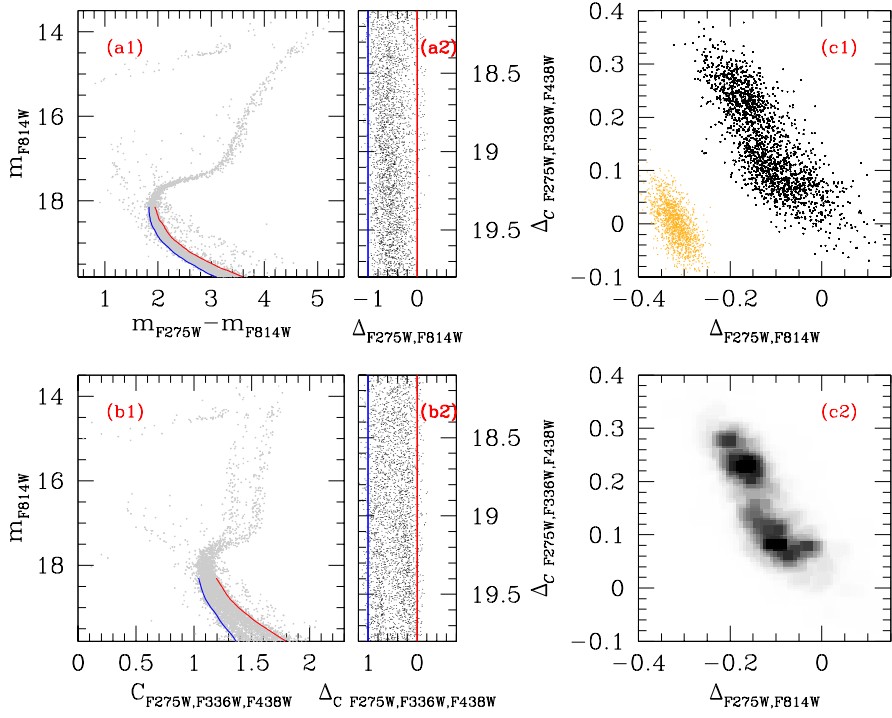 (a1)
14
16
18
m_F814W
1 2 3 4 5
m_F275W−m_F814W
(a2)
18.5
19
19.5
−1 0
Δ_F275W,F814W
(c1)
0.4
0.3
0.2
0.1
0
−0.1
Δ_C F275W,F336W,F438W
−0.4 −0.2 0
Δ_F275W,F814W
(b1)
14
16
18
m_F814W
0 0.5 1 1.5 2
C_F275W,F336W,F438W
(b2)
18.5
19
19.5
1 0
Δ_C F275W,F336W,F438W
(c2)
0.4
0.3
0.2
0.1
0
−0.1
Δ_C F275W,F336W,F438W
−0.4 −0.2 0
Δ_F275W,F814W